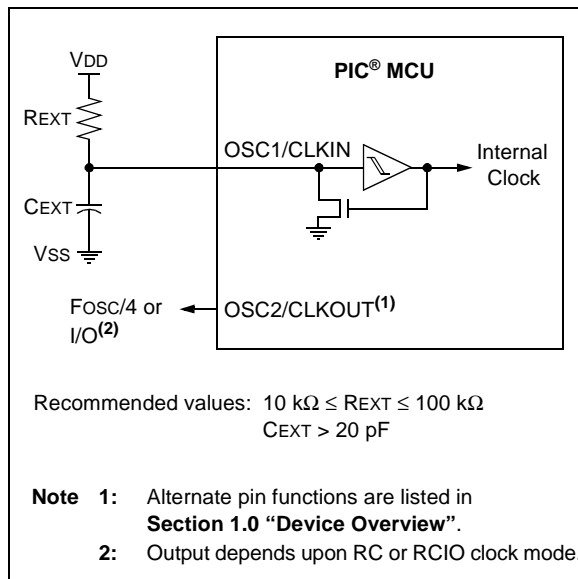 VDD
PIC® MCU
REXT
OSC1/CLKIN
Internal
Clock
CEXT
VSS
FOSC/4 or
I/O(2)
OSC2/CLKOUT(1)
Recommended values: 10 kΩ ≤ REXT ≤ 100 kΩ
CEXT > 20 pF
Note 1: Alternate pin functions are listed in
Section 1.0 “Device Overview”.
2: Output depends upon RC or RCIO clock mode.